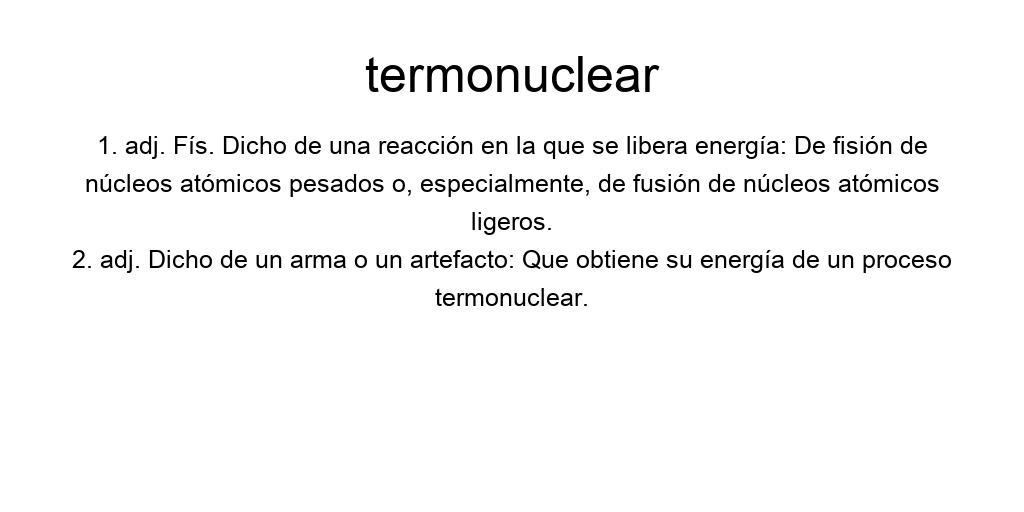 termonuclear
1. adj. Fís. Dicho de una reacción en la que se libera energía: De fisión de
núcleos atómicos pesados o, especialmente, de fusión de núcleos atómicos
ligeros.
2. adj. Dicho de un arma o un artefacto: Que obtiene su energía de un proceso
termonuclear.